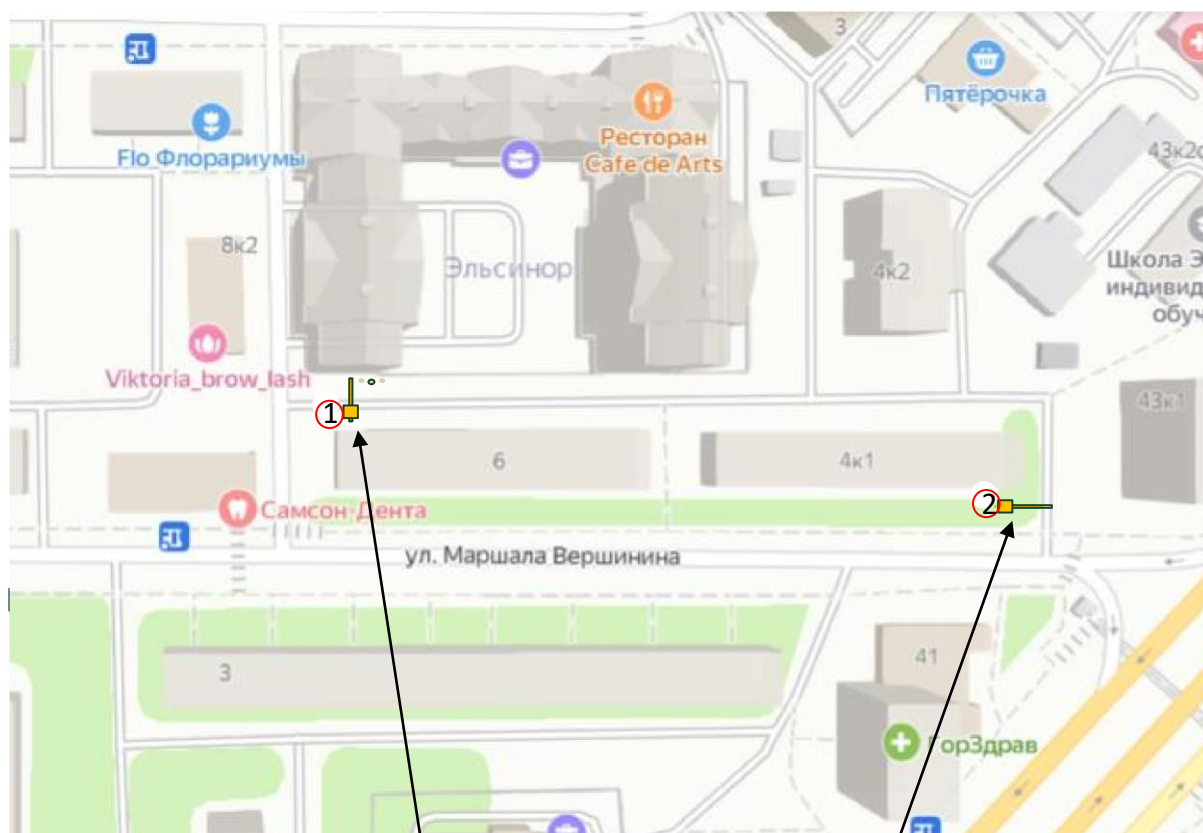 3
Пятёрочка
Ресторан
Cafe de Arts
Flo Флорариумы
43к2с
8к2
Эльсинор
4к2
Школа Э
индивид
обуч
Viktoria_brow_lash
43к1
1
6
4к1
2
Самсон-Дента
ул. Маршала Вершинина
3
41
ГорЗдрав